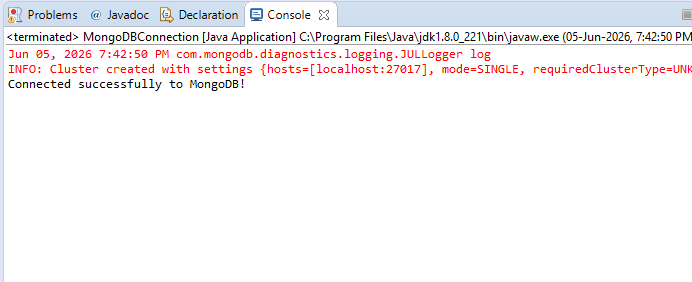 Problems @ Javadoc Declaration Console
<terminated> MongoDBConnection [Java Application] C:\Program Files\Java\jdk1.8.0_221\bin\javaw.exe (05-Jun-2026, 7:42:50 PM
Jun 05, 2026 7:42:50 PM com.mongodb.diagnostics.logging.JULLogger log
INFO: Cluster created with settings {hosts=[localhost:27017], mode=SINGLE, requiredClusterType=UNK
Connected successfully to MongoDB!